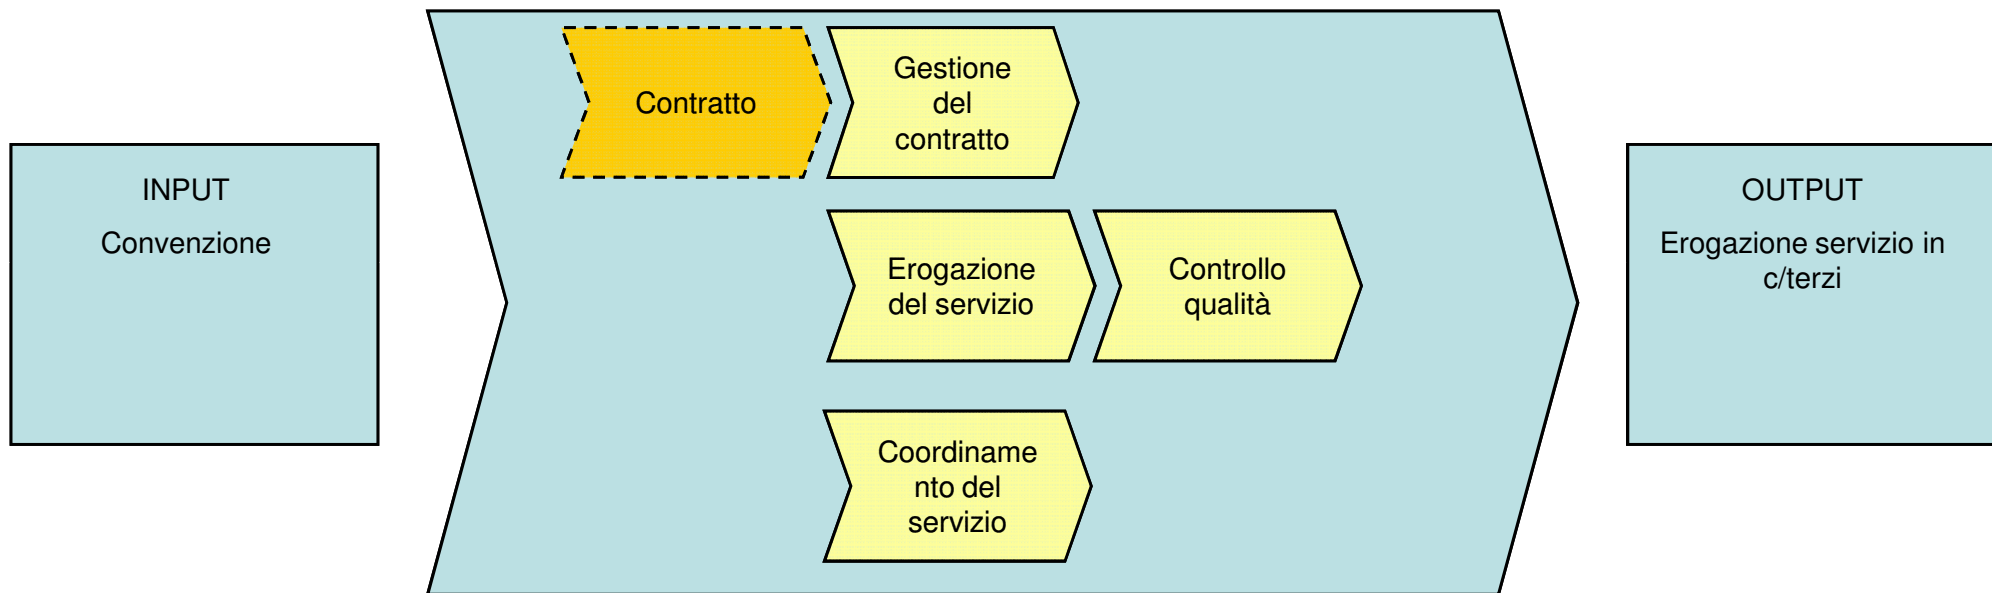 INPUT
Convenzione
Contratto
Gestione
del
contratto
Erogazione
del servizio
Controllo
qualità
Coordiname
nto del
servizio
OUTPUT
Erogazione servizio in
c/terzi